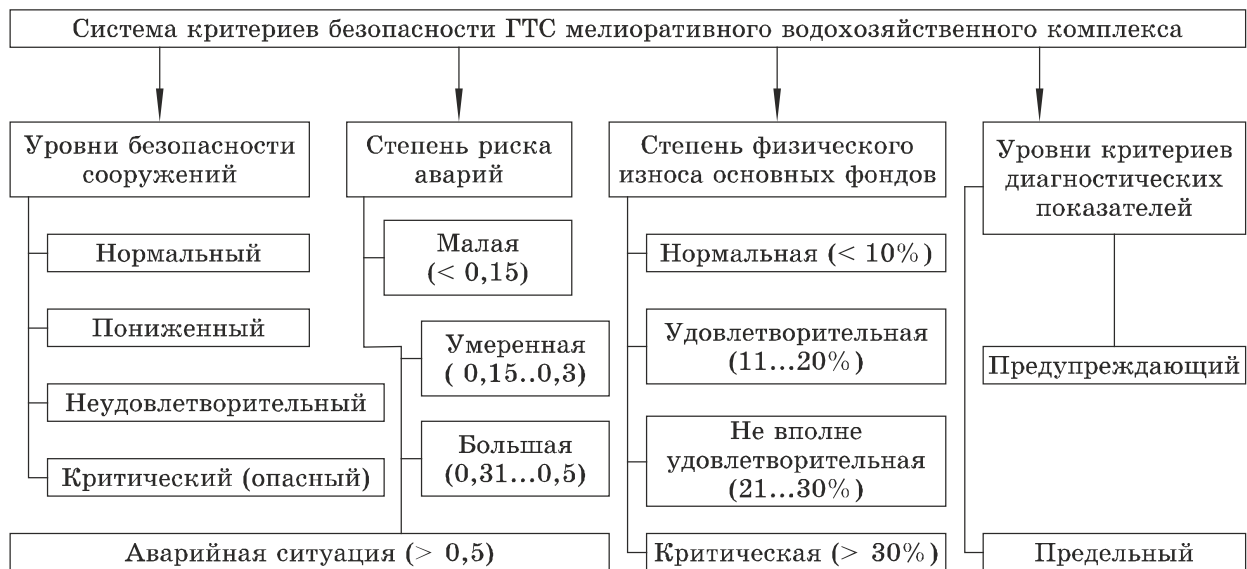 Система критериев безопасности ГТС мелиоративного водохозяйственного комплекса
Уровни безопасности
сооружений
Нормальный
Пониженный
Неудовлетворительный
Критический (опасный)
Степень риска
аварий
Малая
(< 0,15)
Умеренная
( 0,15..0,3)
Большая
(0,31...0,5)
Аварийная ситуация (> 0,5)
Степень физического
износа основных фондов
Нормальная (< 10%)
Удовлетворительная
(11...20%)
Не вполне
удовлетворительная
(21...30%)
Критическая (> 30%)
Уровни критериев
диагностических
показателей
Предупреждающий
Предельный